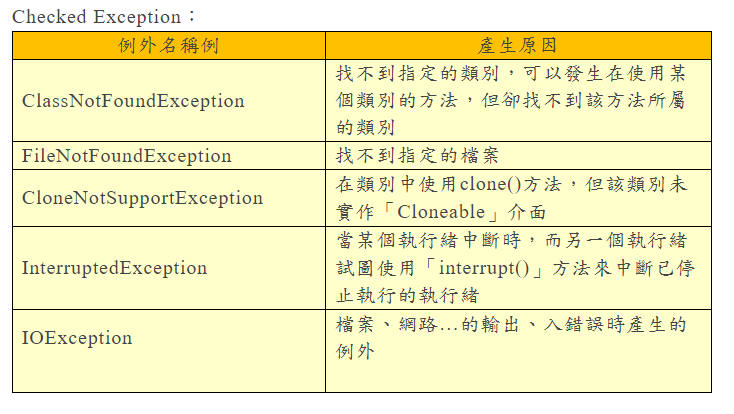 Checked Exception：
例外名稱例
產生原因
ClassNotFoundException
找不到指定的類別，可以發生在使用某
個類別的方法，但卻找不到該方法所屬
的類別
FileNotFoundException
找不到指定的檔案
CloneNotSupportException
在類別中使用clone()方法，但該類別未
實作「Cloneable」介面
InterruptedException
當某個執行緒中斷時，而另一個執行緒
試圖使用「interrupt()」方法來中斷已停
止執行的執行緒
IOException
檔案、網路…的輸出、入錯誤時產生的
例外